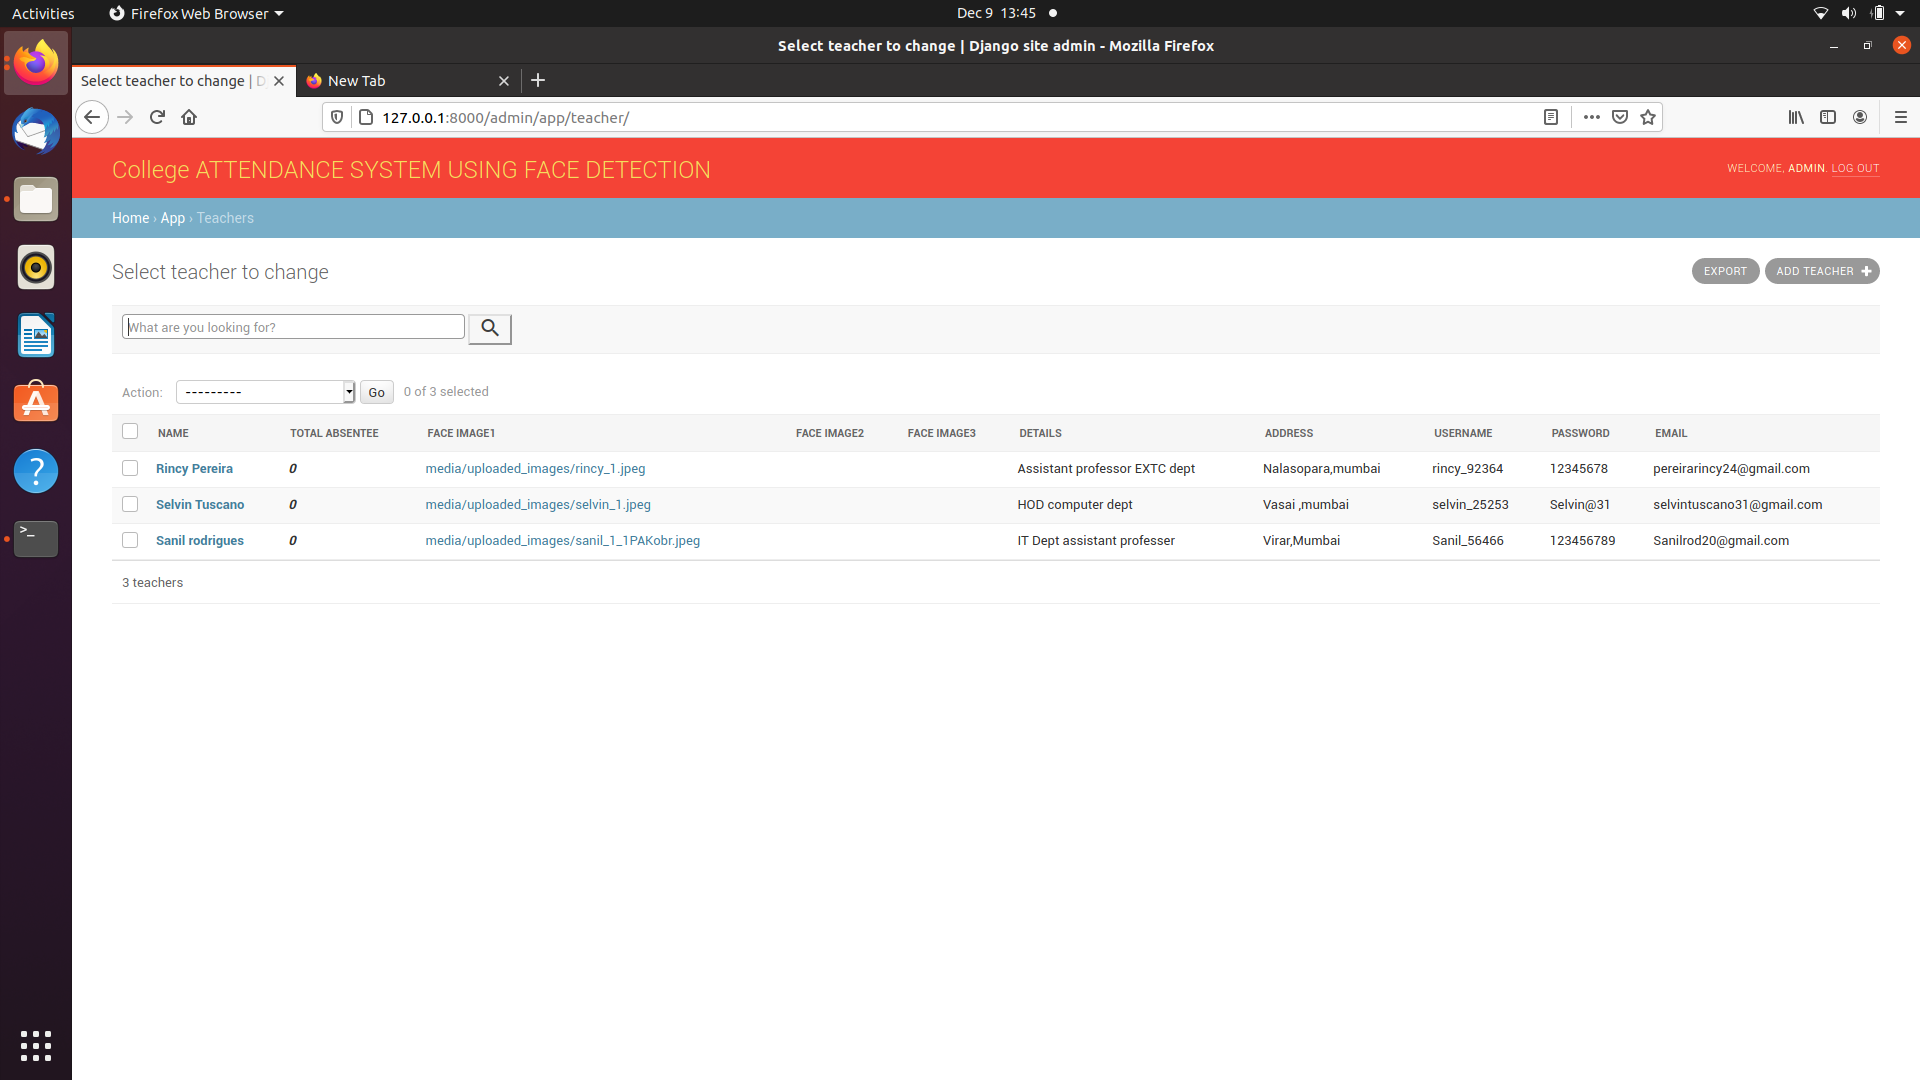 Activities Firefox Web Browser Dec 9 13:45
Select teacher to change | Django site admin - Mozilla Firefox
Select teacher to change | D New Tab
127.0.0.1:8000/admin/app/teacher/
College ATTENDANCE SYSTEM USING FACE DETECTION WELCOME, ADMIN. LOG OUT
Home › App › Teachers
Select teacher to change EXPORT ADD TEACHER
What are you looking for?
Action: --------- Go 0 of 3 selected
NAME TOTAL ABSENTEE FACE IMAGE1 FACE IMAGE2 FACE IMAGE3 DETAILS ADDRESS USERNAME PASSWORD EMAIL
Rincy Pereira 0 media/uploaded_images/rincy_1.jpeg Assistant professor EXTC dept Nalasopara,mumbai rincy_92364 12345678 pereirarincy24@gmail.com
Selvin Tuscano 0 media/uploaded_images/selvin_1.jpeg HOD computer dept Vasai ,mumbai selvin_25253 Selvin@31 selvintuscano31@gmail.com
Sanil rodrigues 0 media/uploaded_images/sanil_1_1PAKobr.jpeg IT Dept assistant professer Virar,Mumbai Sanil_56466 123456789 Sanilrod20@gmail.com
3 teachers